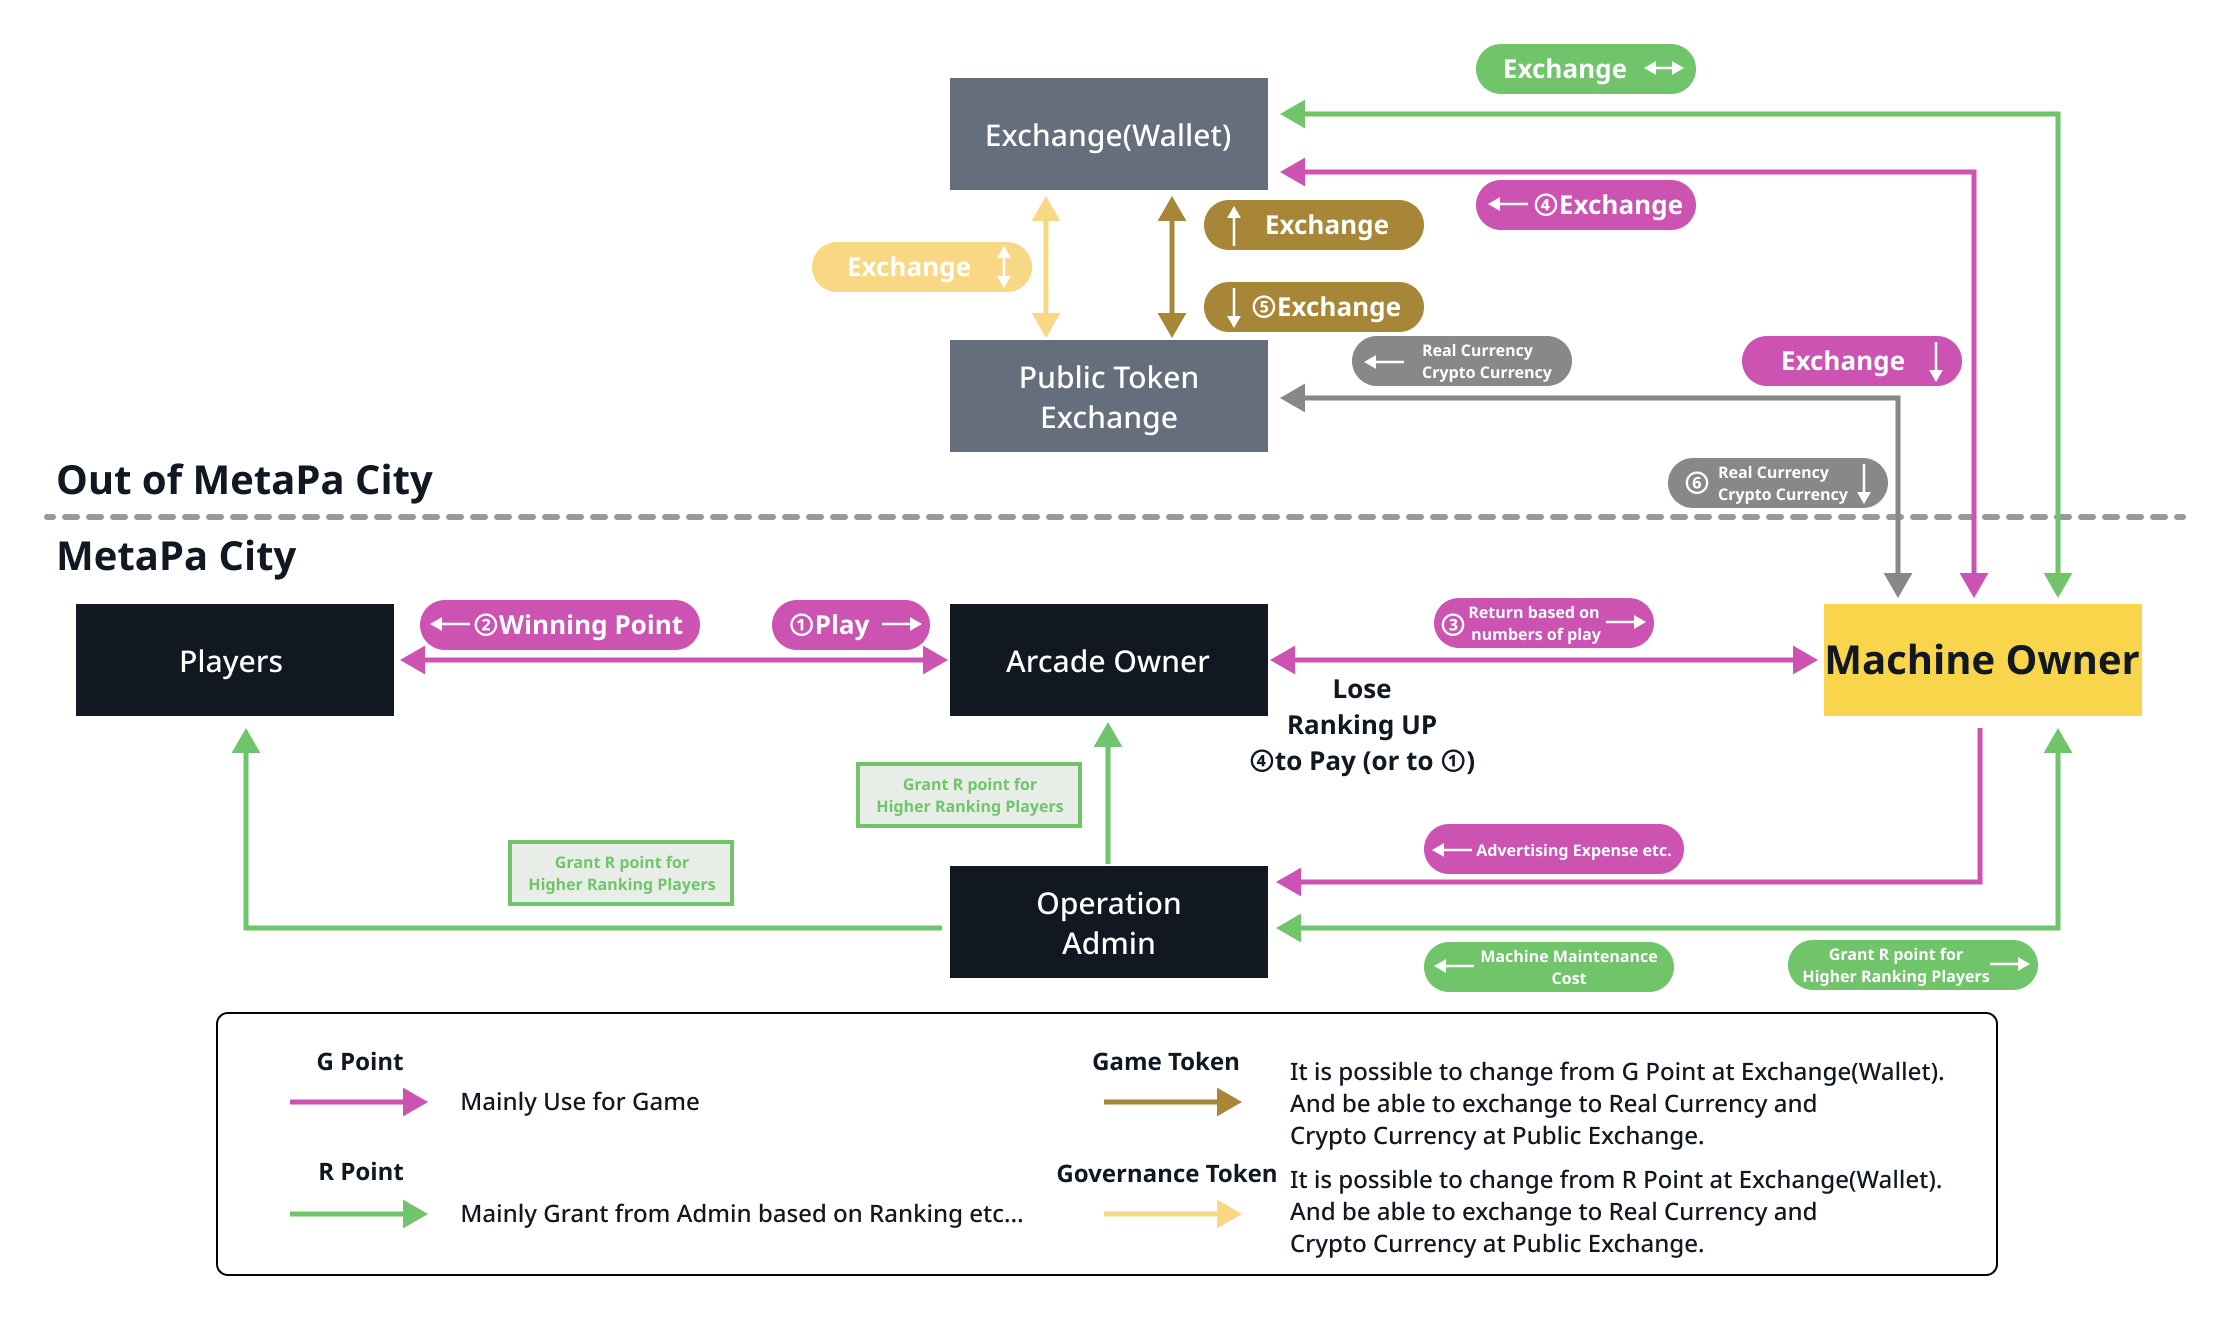 Exchange
Exchange(Wallet)
④Exchange
Exchange
Exchange
⑤Exchange
Public Token
Exchange
Real Currency
Crypto Currency
Exchange
⑥ Real Currency
Crypto Currency
Out of MetaPa City
MetaPa City
Players
②Winning Point
①Play
Arcade Owner
③ Return based on
numbers of play
Machine Owner
Lose
Ranking UP
④to Pay (or to ①)
Grant R point for
Higher Ranking Players
Grant R point for
Higher Ranking Players
Advertising Expense etc.
Operation
Admin
Machine Maintenance
Cost
Grant R point for
Higher Ranking Players
G Point
Mainly Use for Game
R Point
Mainly Grant from Admin based on Ranking etc...
Game Token
It is possible to change from G Point at Exchange(Wallet).
And be able to exchange to Real Currency and
Crypto Currency at Public Exchange.
Governance Token
It is possible to change from R Point at Exchange(Wallet).
And be able to exchange to Real Currency and
Crypto Currency at Public Exchange.